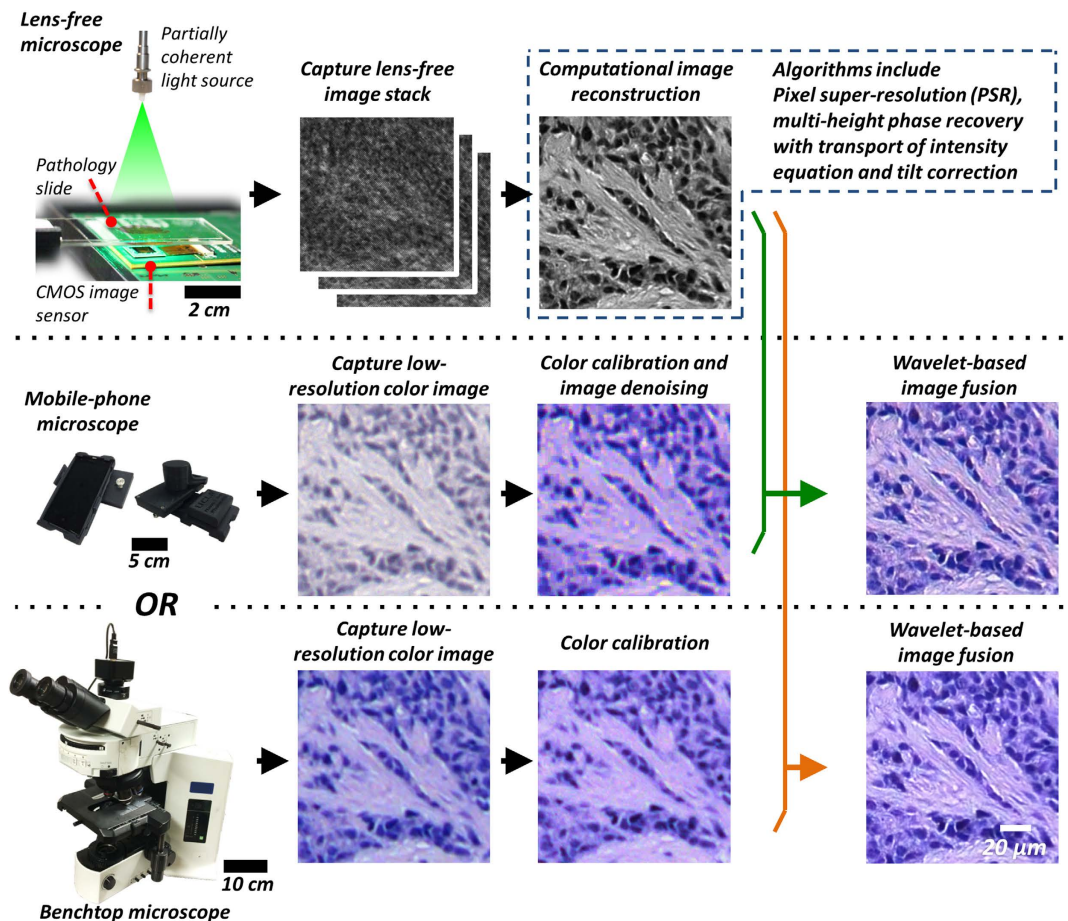 Lens-free
microscope
Partially
coherent
light source
Pathology
slide
CMOS image
sensor
2 cm
Capture lens-free
image stack
Computational image
reconstruction
Algorithms include
Pixel super-resolution (PSR),
multi-height phase recovery
with transport of intensity
equation and tilt correction
Mobile-phone
microscope
5 cm
Capture low-
resolution color image
Color calibration and
image denoising
Wavelet-based
image fusion
OR
Benchtop microscope
10 cm
Capture low-
resolution color image
Color calibration
Wavelet-based
image fusion
20 μm